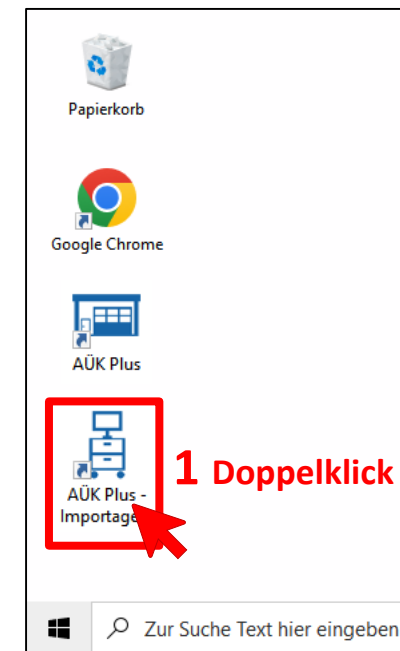 Papierkorb
Google Chrome
AÜK Plus
AÜK Plus -
1 Doppelklick
Zur Suche Text hier eingeben